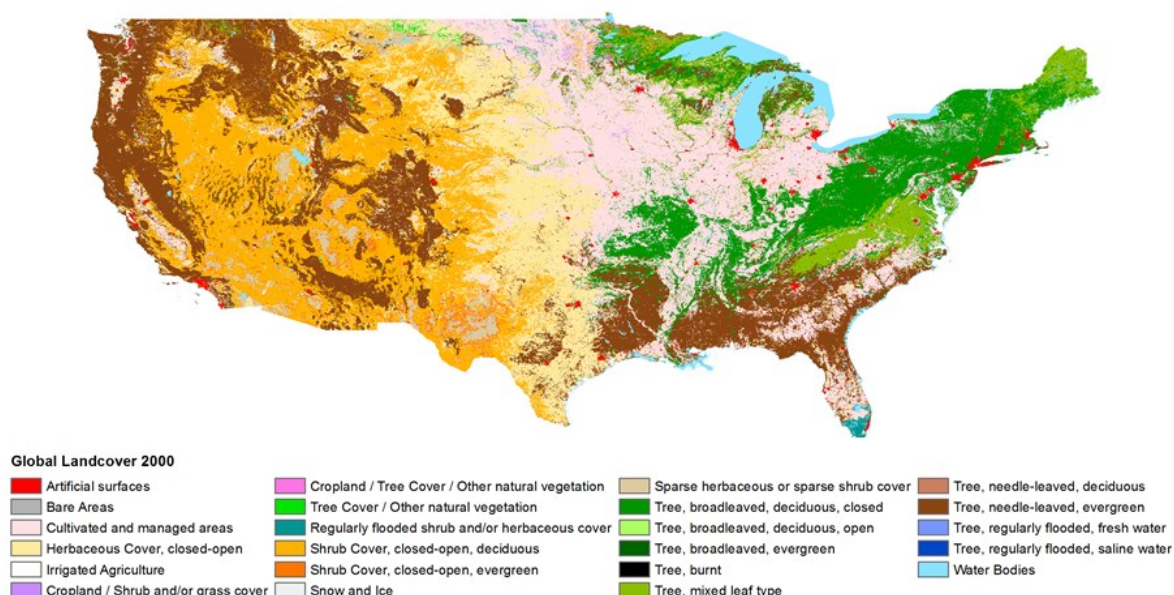 Global Landcover 2000
Artificial surfaces
Bare Areas
Cultivated and managed areas
Herbaceous Cover, closed-open
Irrigated Agriculture
Cropland / Shrub and/or grass cover
Cropland / Tree Cover / Other natural vegetation
Tree Cover / Other natural vegetation
Regularly flooded shrub and/or herbaceous cover
Shrub Cover, closed-open, deciduous
Shrub Cover, closed-open, evergreen
Snow and Ice
Sparse herbaceous or sparse shrub cover
Tree, broadleaved, deciduous, closed
Tree, broadleaved, deciduous, open
Tree, broadleaved, evergreen
Tree, burnt
Tree, mixed leaf type
Tree, needle-leaved, deciduous
Tree, needle-leaved, evergreen
Tree, regularly flooded, fresh water
Tree, regularly flooded, saline water
Water Bodies